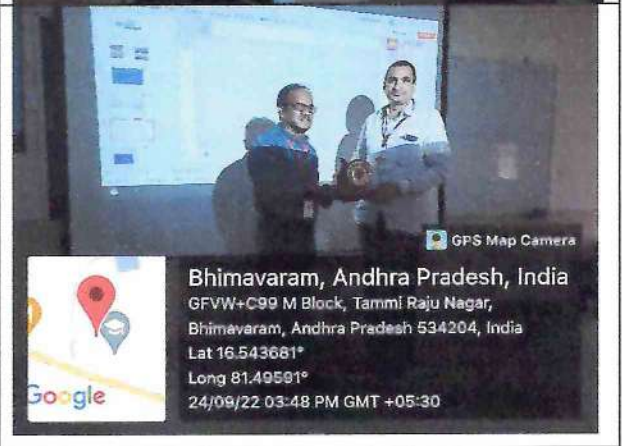 GPS Map Camera
Bhimavaram, Andhra Pradesh, India
GFVW+C99 M Block, Tammi Raju Nagar,
Bhimavaram, Andhra Pradesh 534204, India
Lat 16.543681°
Long 81.49591°
24/09/22 03:48 PM GMT +05:30
Google